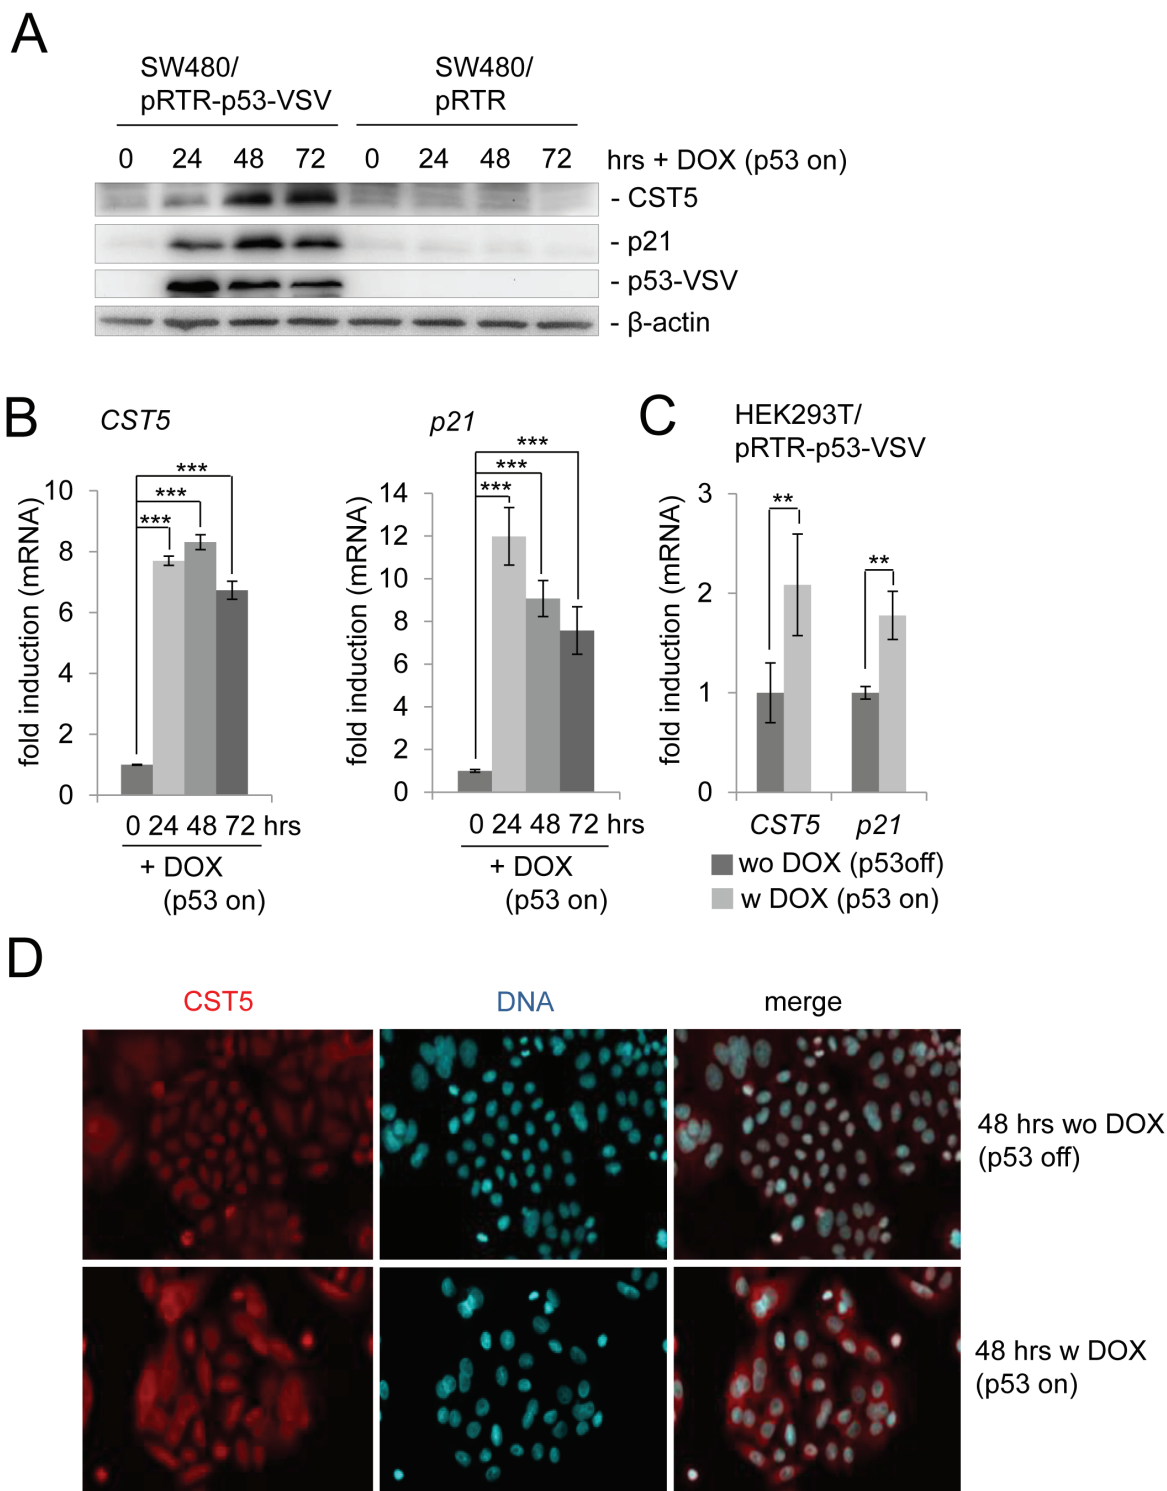 A
SW480/
pRTR-p53-VSV
SW480/
pRTR
0 24 48 72 0 24 48 72 hrs + DOX (p53 on)
- CST5
- p21
- p53-VSV
- β-actin
B
CST5
***
***
***
fold induction (mRNA)
10
8
6
4
2
0
0 24 48 72 hrs
+ DOX
(p53 on)
p21
***
***
***
fold induction (mRNA)
14
12
10
8
6
4
2
0
0 24 48 72 hrs
+ DOX
(p53 on)
C
HEK293T/
pRTR-p53-VSV
fold induction (mRNA)
3
2
1
0
**
**
CST5 p21
wo DOX (p53off)
w DOX (p53 on)
D
CST5 DNA merge
48 hrs wo DOX
(p53 off)
48 hrs w DOX
(p53 on)